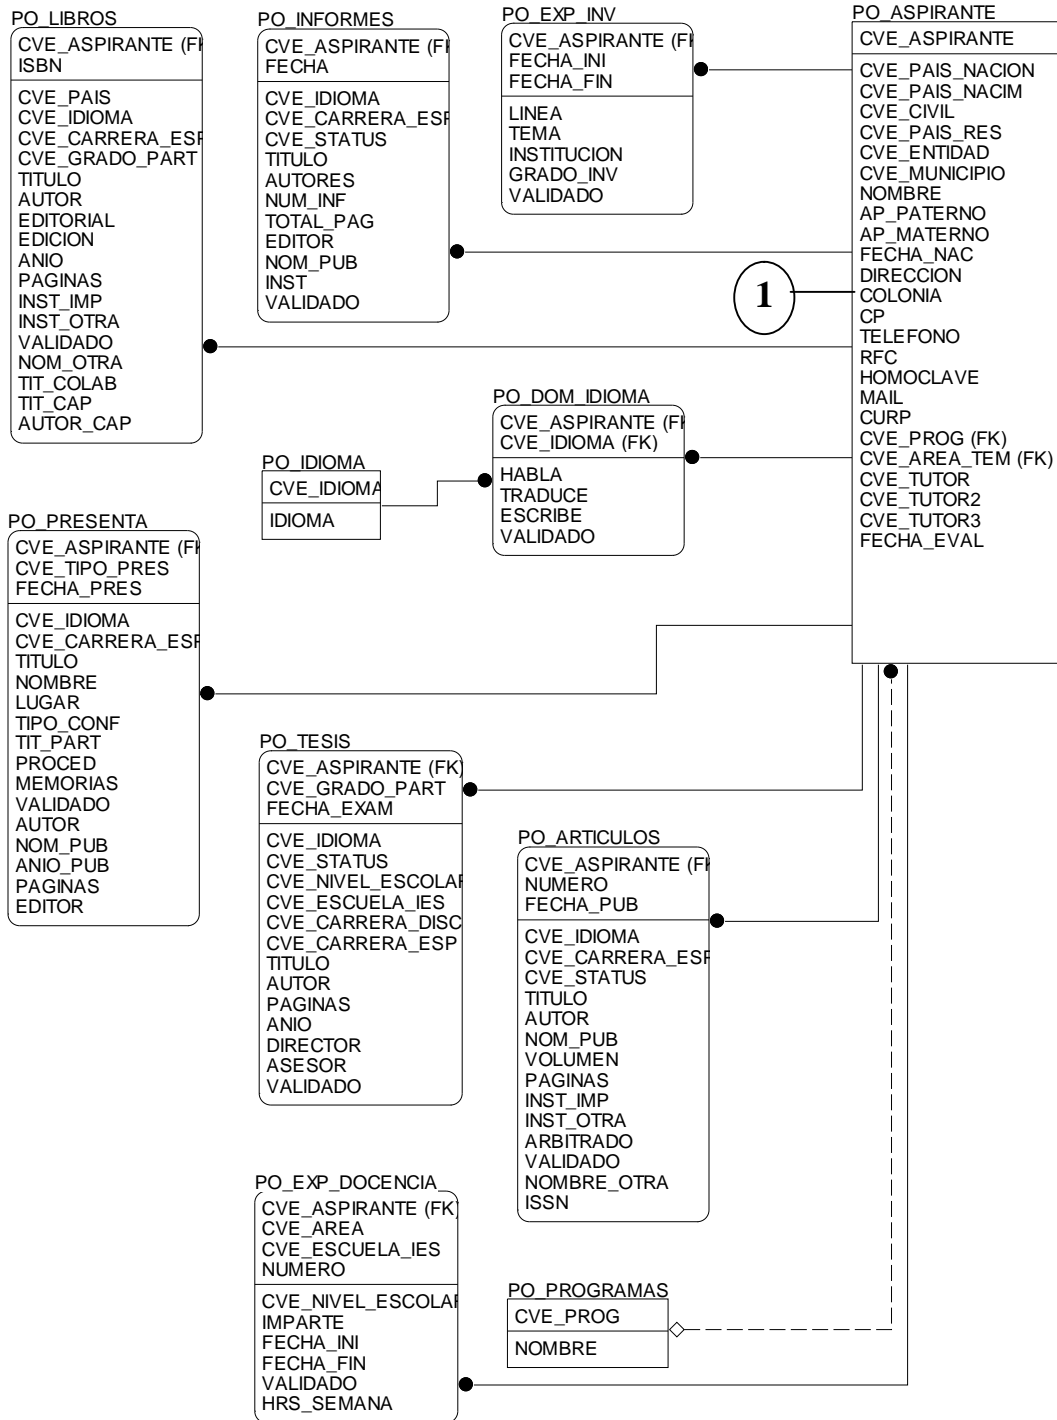 PO_LIBROS
CVE_ASPIRANTE (FK
ISBN
CVE_PAIS
CVE_IDIOMA
CVE_CARRERA_ESP
CVE_GRADO_PART
TITULO
AUTOR
EDITORIAL
EDICION
ANIO
PAGINAS
INST_IMP
INST_OTRA
VALIDADO
NOM_OTRA
TIT_COLAB
TIT_CAP
AUTOR_CAP
PO_INFORMES
CVE_ASPIRANTE (FK
FECHA
CVE_IDIOMA
CVE_CARRERA_ESP
CVE_STATUS
TITULO
AUTORES
NUM_INF
TOTAL_PAG
EDITOR
NOM_PUB
INST
VALIDADO
PO_EXP_INV
CVE_ASPIRANTE (FK
FECHA_INI
FECHA_FIN
LINEA
TEMA
INSTITUCION
GRADO_INV
VALIDADO
PO_ASPIRANTE
CVE_ASPIRANTE
CVE_PAIS_NACION
CVE_PAIS_NACIM
CVE_CIVIL
CVE_PAIS_RES
CVE_ENTIDAD
CVE_MUNICIPIO
NOMBRE
AP_PATERNO
AP_MATERNO
FECHA_NAC
DIRECCION
COLONIA
CP
TELEFONO
RFC
HOMOCLAVE
MAIL
CURP
CVE_PROG (FK)
CVE_AREA_TEM (FK)
CVE_TUTOR
CVE_TUTOR2
CVE_TUTOR3
FECHA_EVAL
1
PO_DOM_IDIOMA
CVE_ASPIRANTE (FK
CVE_IDIOMA (FK)
HABLA
TRADUCE
ESCRIBE
VALIDADO
PO_IDIOMA
CVE_IDIOMA
IDIOMA
PO_PRESENTA
CVE_ASPIRANTE (FK
CVE_TIPO_PRES
FECHA_PRES
CVE_IDIOMA
CVE_CARRERA_ESP
TITULO
NOMBRE
LUGAR
TIPO_CONF
TIT_PART
PROCED
MEMORIAS
VALIDADO
AUTOR
NOM_PUB
ANIO_PUB
PAGINAS
EDITOR
PO_TESIS
CVE_ASPIRANTE (FK)
CVE_GRADO_PART
FECHA_EXAM
CVE_IDIOMA
CVE_STATUS
CVE_NIVEL_ESCOLAR
CVE_ESCUELA_IES
CVE_CARRERA_DISC
CVE_CARRERA_ESP
TITULO
AUTOR
PAGINAS
ANIO
DIRECTOR
ASESOR
VALIDADO
PO_ARTICULOS
CVE_ASPIRANTE (FK
NUMERO
FECHA_PUB
CVE_IDIOMA
CVE_CARRERA_ESP
CVE_STATUS
TITULO
AUTOR
NOM_PUB
VOLUMEN
PAGINAS
INST_IMP
INST_OTRA
ARBITRADO
VALIDADO
NOMBRE_OTRA
ISSN
PO_EXP_DOCENCIA
CVE_ASPIRANTE (FK)
CVE_AREA
CVE_ESCUELA_IES
NUMERO
CVE_NIVEL_ESCOLAR
IMPARTE
FECHA_INI
FECHA_FIN
VALIDADO
HRS_SEMANA
PO_PROGRAMAS
CVE_PROG
NOMBRE